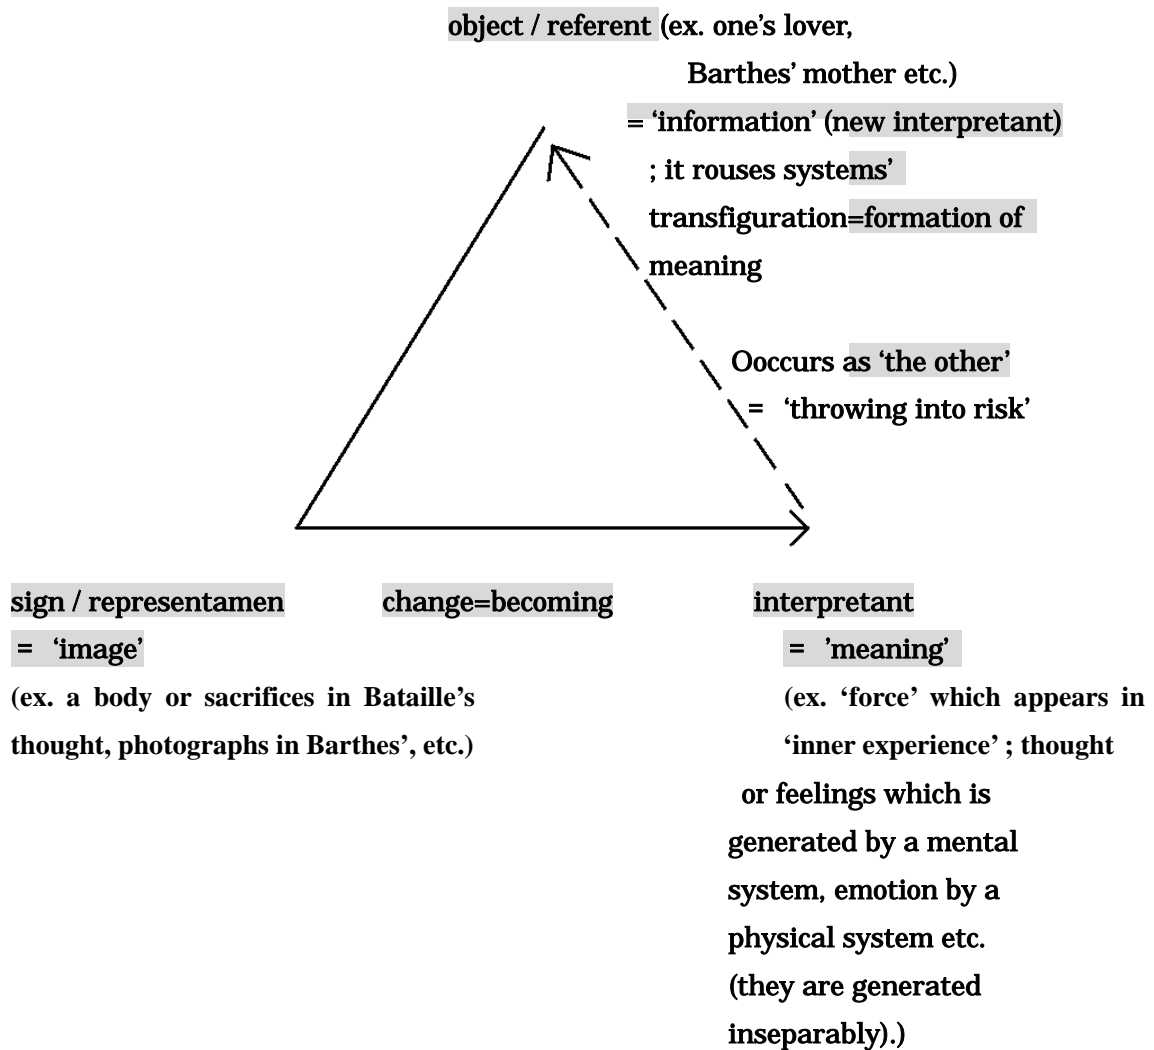 object / referent (ex. one’s lover,
Barthes’ mother etc.)
= ‘information’ (new interpretant)
; it rouses systems’
transfiguration=formation of
meaning
Ooccurs as ‘the other’
= ‘throwing into risk’
sign / representamen
change=becoming
interpretant
= ‘image’
= ’meaning’
(ex. a body or sacrifices in Bataille’s
thought, photographs in Barthes’, etc.)
(ex. ‘force’ which appears in
‘inner experience’ ; thought
or feelings which is
generated by a mental
system, emotion by a
physical system etc.
(they are generated
inseparably).)